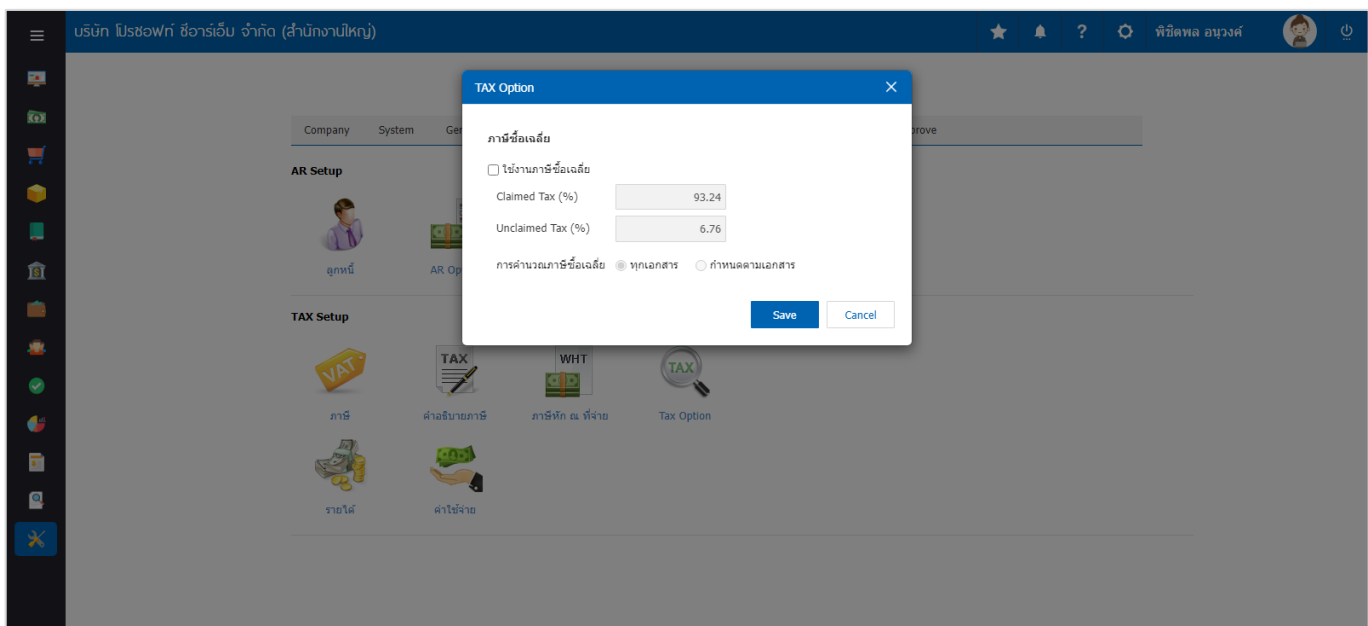 บริษัท โปรซอฟท์ ซีอาร์เอ็ม จำกัด (สำนักงานใหญ่)
? พิชิตพล อนุวงค์
TAX Option
Company System Ger prove
ภาษีซื้อเฉลี่ย
AR Setup
ใช้งานภาษีซื้อเฉลี่ย
Claimed Tax (%) 93.24
Unclaimed Tax (%) 6.76
ลูกหนี้ AR Op
การคำนวณภาษีซื้อเฉลี่ย ทุกเอกสาร กำหนดตามเอกสาร
Save Cancel
TAX Setup
VAT TAX WHT TAX
ภาษี คำอธิบายภาษี ภาษีหัก ณ ที่จ่าย Tax Option
รายได้ ค่าใช้จ่าย